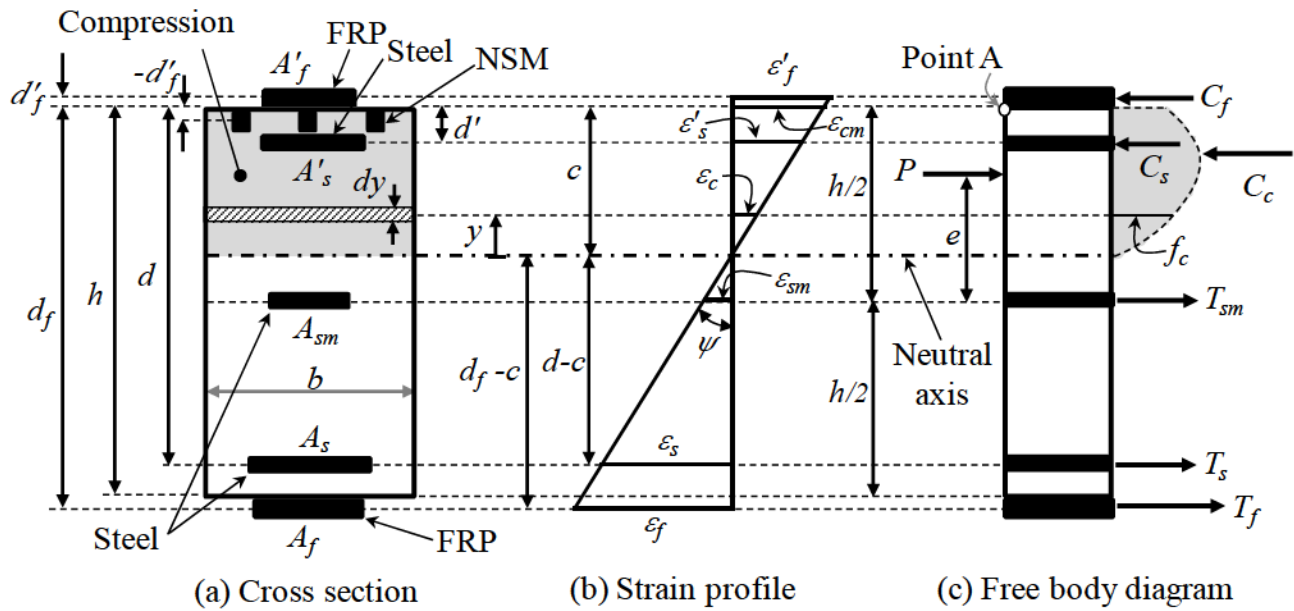 Compression
FRP
Steel
NSM
A'f
-d'f
d'f
d'
A's
dy
y
c
d
h
df
Asm
b
As
Af
Steel
FRP
df -c
d-c
ε'f
ε's
εcm
εc
εsm
ψ
εs
εf
h/2
h/2
Neutral
axis
Point A
P
e
Cf
Cs
Cc
fc
Tsm
Ts
Tf
(a) Cross section
(b) Strain profile
(c) Free body diagram